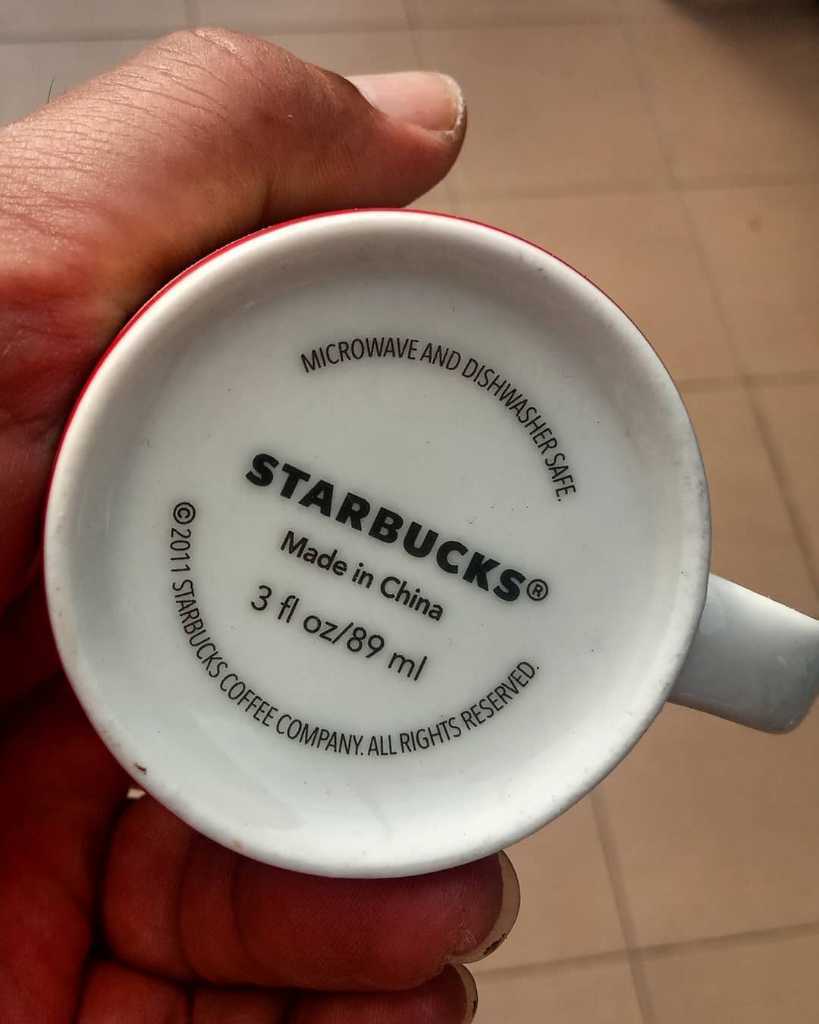 MICROWAVE AND DISHWASHER SAFE.
STARBUCKS®
Made in China
3 fl oz/89 ml
©2011 STARBUCKS COFFEE COMPANY. ALL RIGHTS RESERVED.